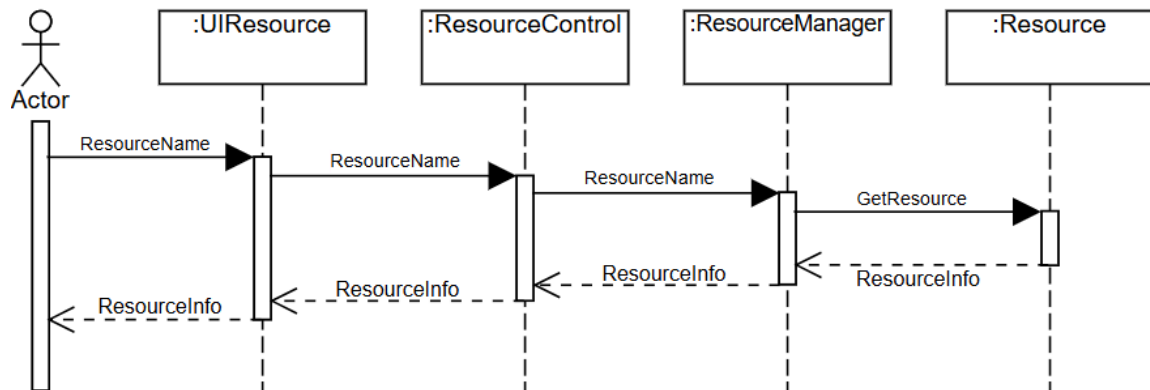 :UIResource
:ResourceControl
:ResourceManager
:Resource
Actor
ResourceName
ResourceName
ResourceName
GetResource
ResourceInfo
ResourceInfo
ResourceInfo
ResourceInfo